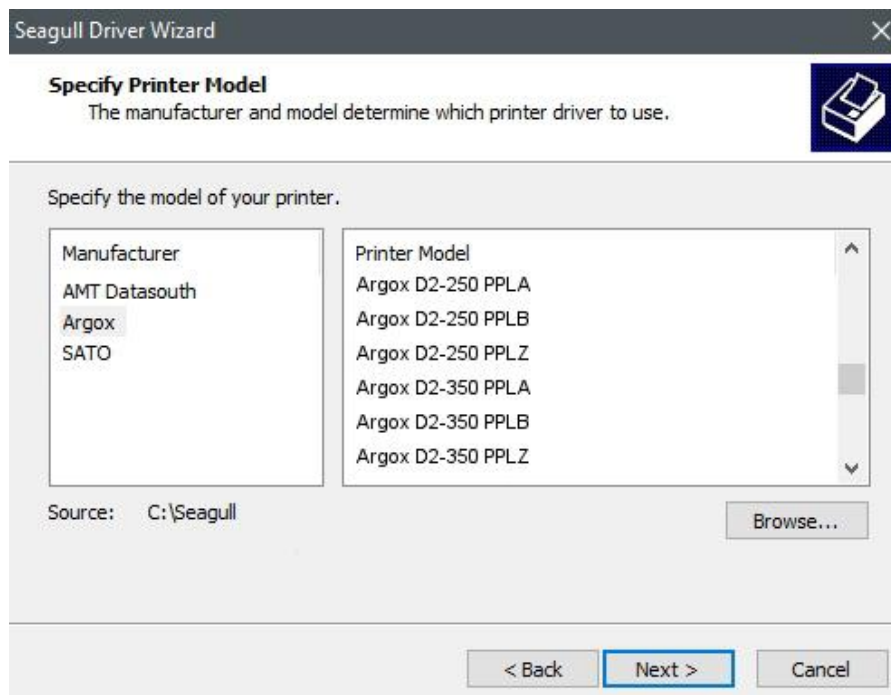 Seagull Driver Wizard
Specify Printer Model
The manufacturer and model determine which printer driver to use.
Specify the model of your printer.
Manufacturer
AMT Datasouth
Argox
SATO
Printer Model
Argox D2-250 PPLA
Argox D2-250 PPLB
Argox D2-250 PPLZ
Argox D2-350 PPLA
Argox D2-350 PPLB
Argox D2-350 PPLZ
Source: C:\Seagull
Browse...
< Back Next > Cancel